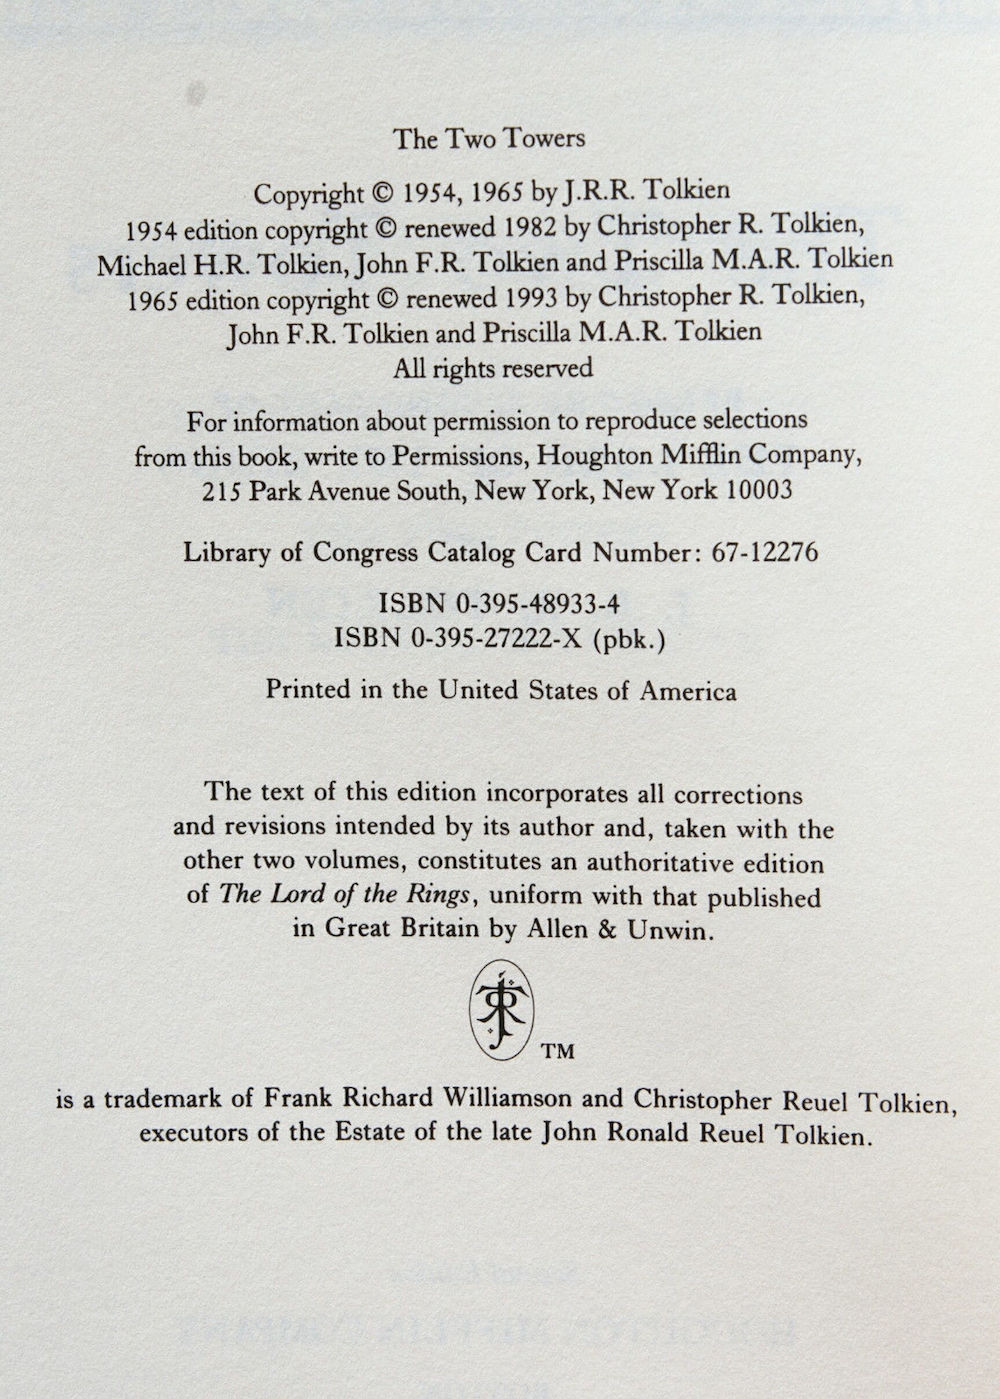 The Two Towers
Copyright © 1954, 1965 by J.R.R. Tolkien
1954 edition copyright © renewed 1982 by Christopher R. Tolkien,
Michael H.R. Tolkien, John F.R. Tolkien and Priscilla M.A.R. Tolkien
1965 edition copyright © renewed 1993 by Christopher R. Tolkien,
John F.R. Tolkien and Priscilla M.A.R. Tolkien
All rights reserved
For information about permission to reproduce selections
from this book, write to Permissions, Houghton Mifflin Company,
215 Park Avenue South, New York, New York 10003
Library of Congress Catalog Card Number: 67-12276
ISBN 0-395-48933-4
ISBN 0-395-27222-X (pbk.)
Printed in the United States of America
The text of this edition incorporates all corrections
and revisions intended by its author and, taken with the
other two volumes, constitutes an authoritative edition
of The Lord of the Rings, uniform with that published
in Great Britain by Allen & Unwin.
TM
is a trademark of Frank Richard Williamson and Christopher Reuel Tolkien,
executors of the Estate of the late John Ronald Reuel Tolkien.